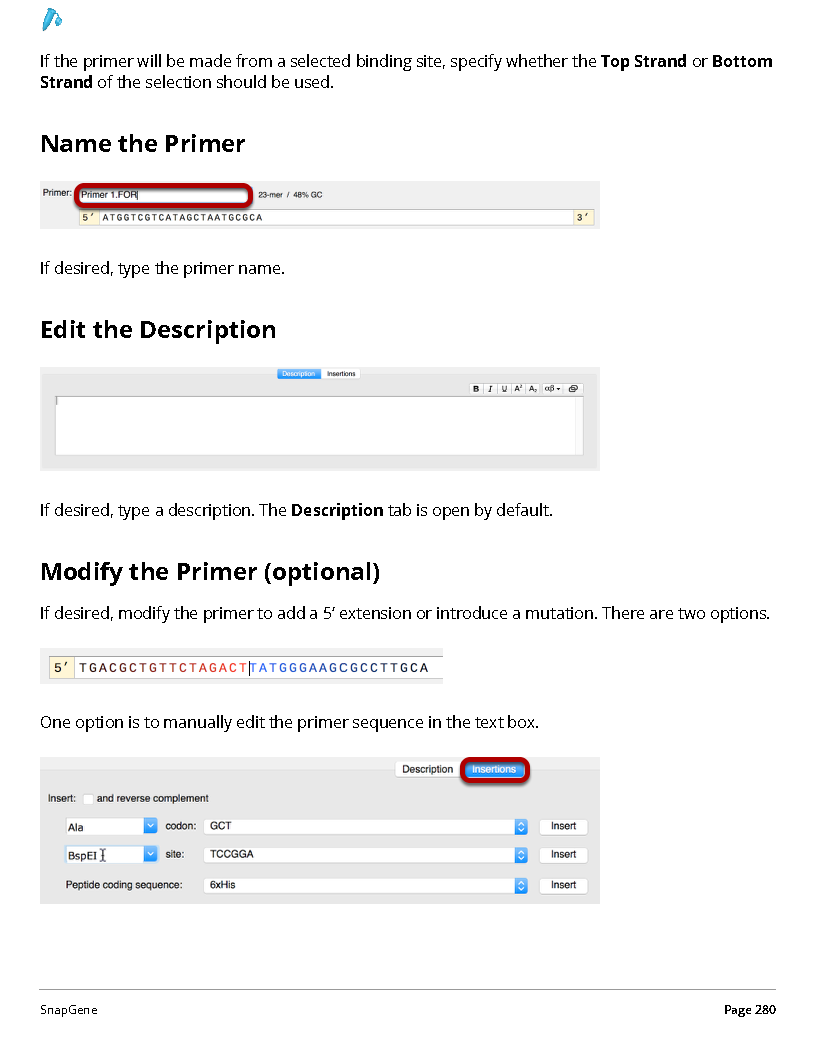 If the primer will be made from a selected binding site, specify whether the Top Strand or Bottom
Strand of the selection should be used.
Name the Primer
Primer: Primer 1.FOR 23-mer / 48% GC
5′ ATGGTCGTCATAGCTAATGCGCA 3′
If desired, type the primer name.
Edit the Description
Description Insertions
B I U A² A₂ αβ
If desired, type a description. The Description tab is open by default.
Modify the Primer (optional)
If desired, modify the primer to add a 5’ extension or introduce a mutation. There are two options.
5′ TGACGCTGTTCTAGACTTATGGGAAGCGCCTTGCA
One option is to manually edit the primer sequence in the text box.
Description Insertions
Insert: and reverse complement
Ala codon: GCT Insert
BspEI site: TCCGGA Insert
Peptide coding sequence: 6xHis Insert
SnapGene Page 280